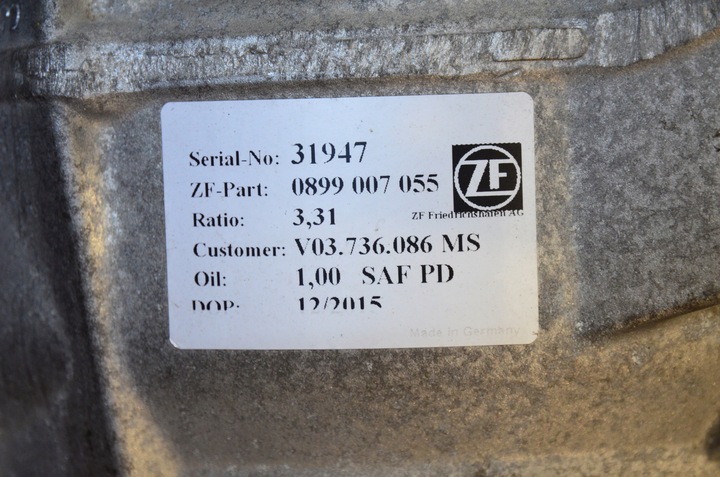 Serial-No: 31947
ZF-Part: 0899 007 055
Ratio: 3,31
Customer: V03.736.086 MS
Oil: 1,00 SAF PD
DOP: 12/2015
ZF
ZF Friedrichshafen AG
Made in Germany